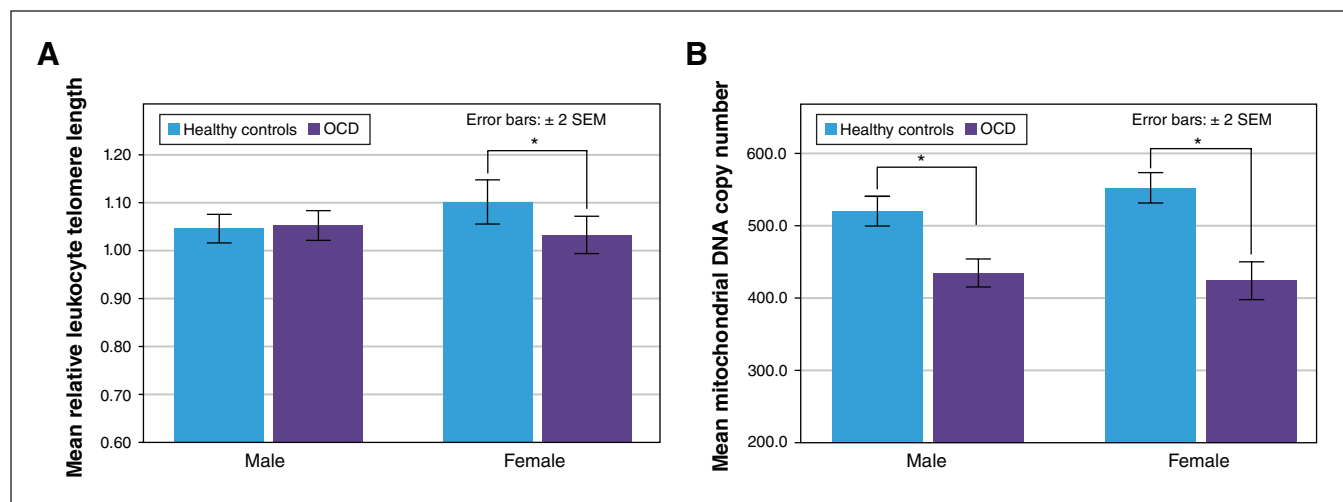 A
Mean relative leukocyte telomere length
Healthy controls OCD
Error bars: ± 2 SEM
*
1.20
1.10
1.00
0.90
0.80
0.70
0.60
Male Female
B
Mean mitochondrial DNA copy number
Healthy controls OCD
Error bars: ± 2 SEM
*
*
600.0
500.0
400.0
300.0
200.0
Male Female